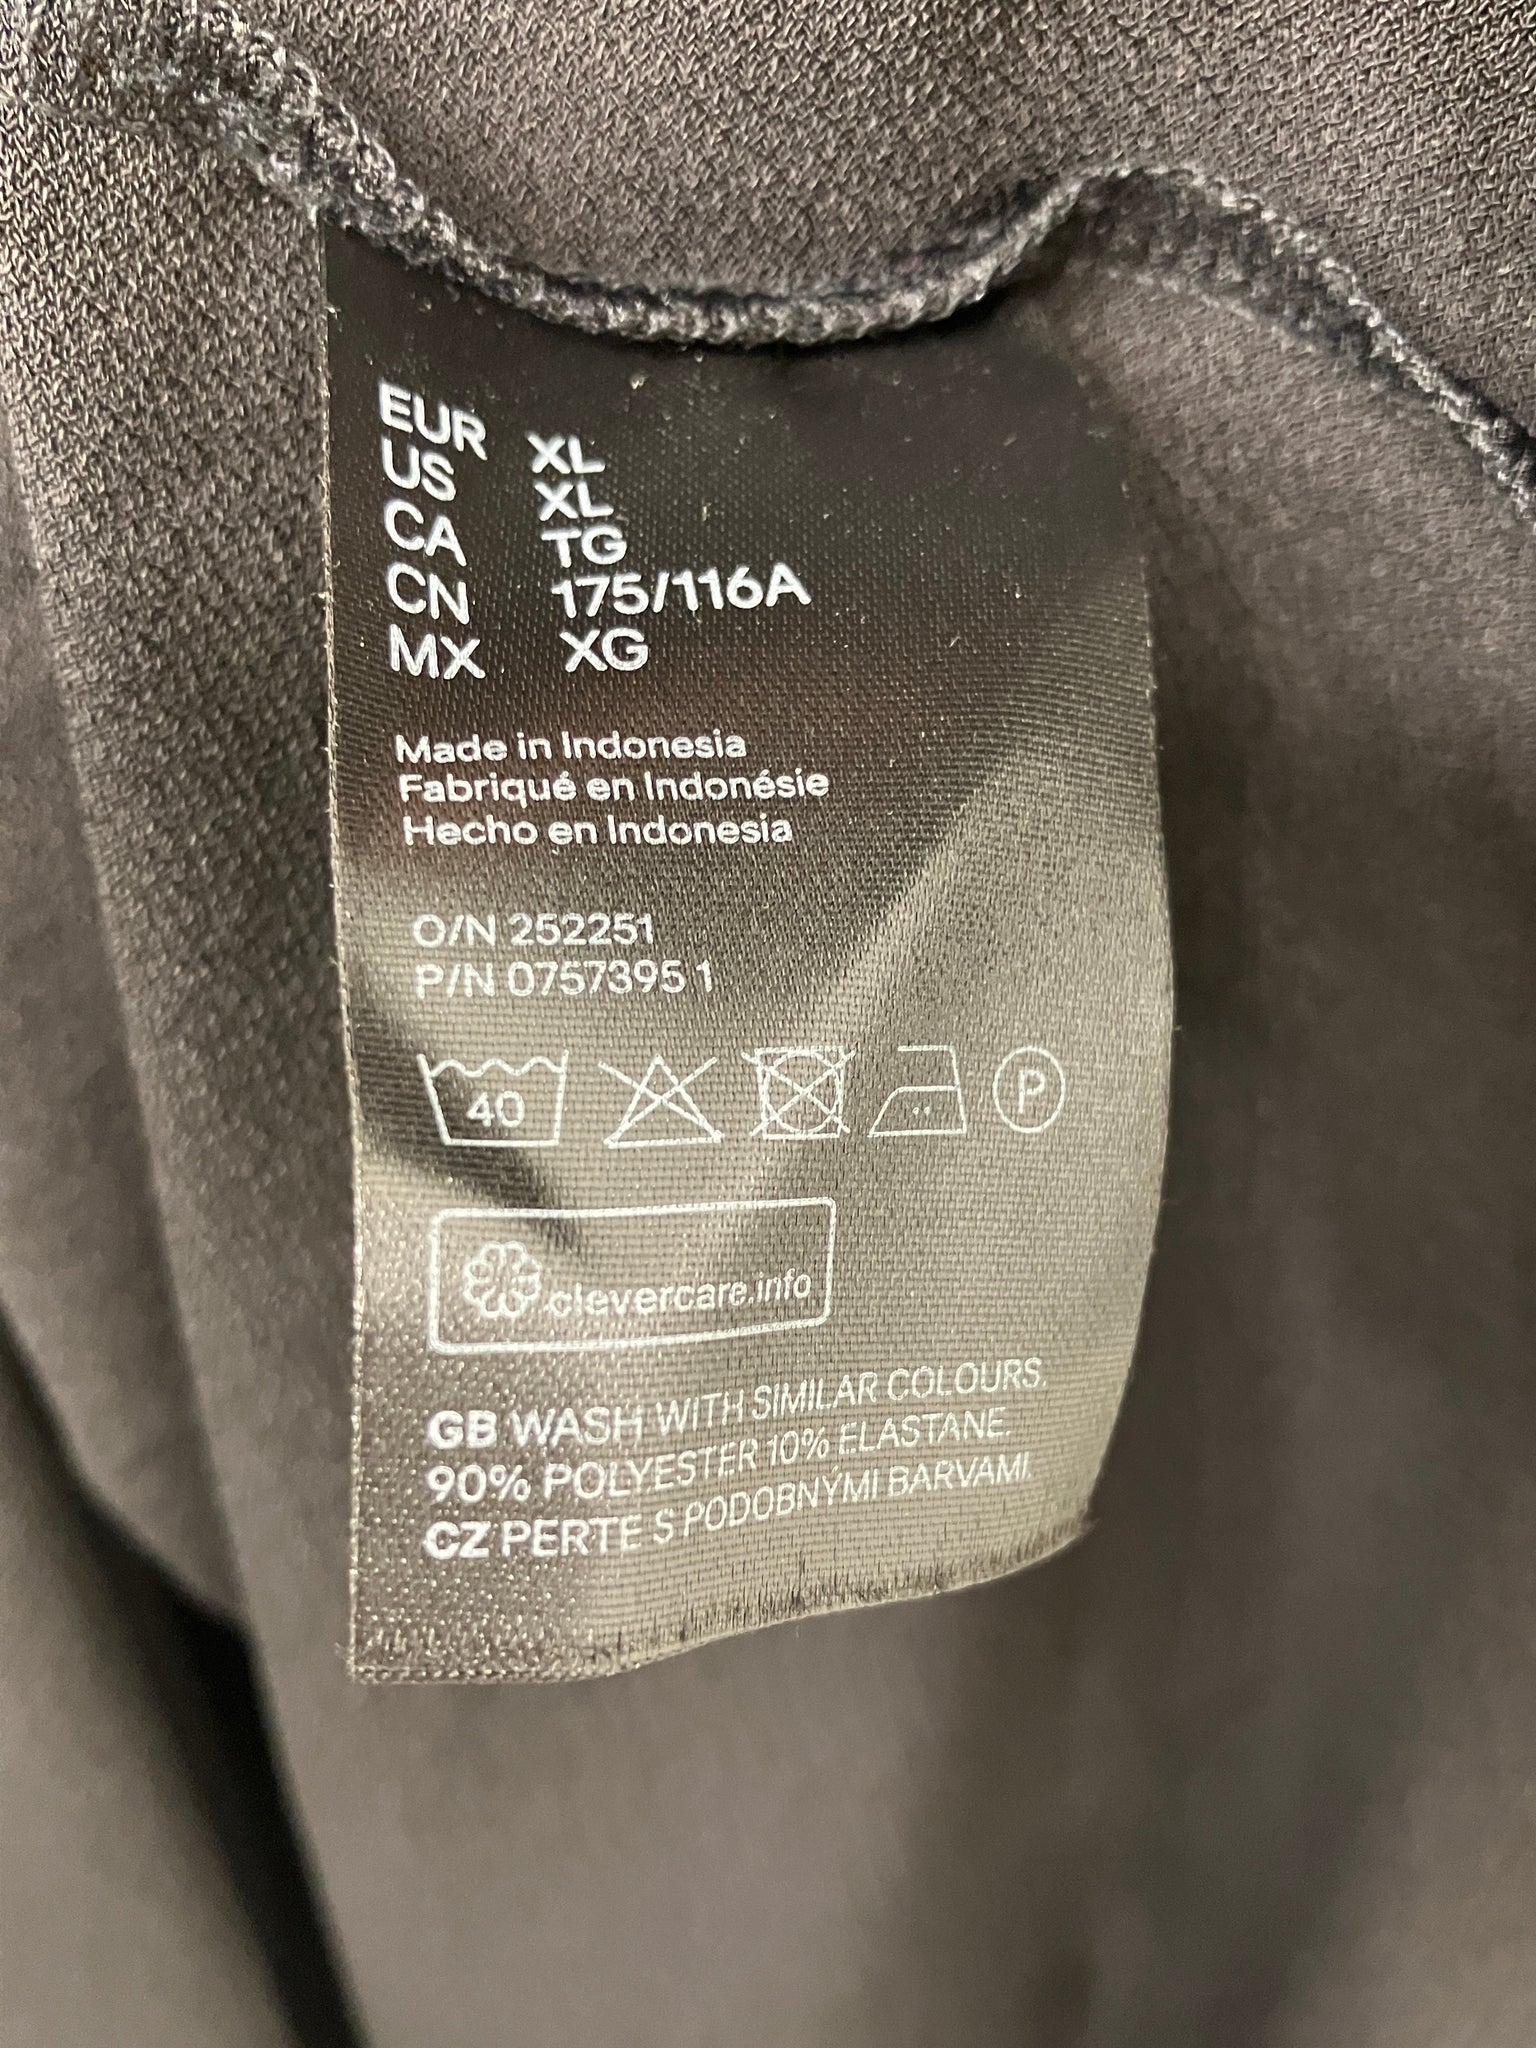 EUR XL
US XL
CA TG
CN 175/116A
MX XG
Made in Indonesia
Fabriqué en Indonésie
Hecho en Indonesia
O/N 252251
P/N 0757395 1
40
P
clevercare.info
GB WASH WITH SIMILAR COLOURS.
90% POLYESTER 10% ELASTANE.
CZ PERTE S PODOBNÝMI BARVAMI.